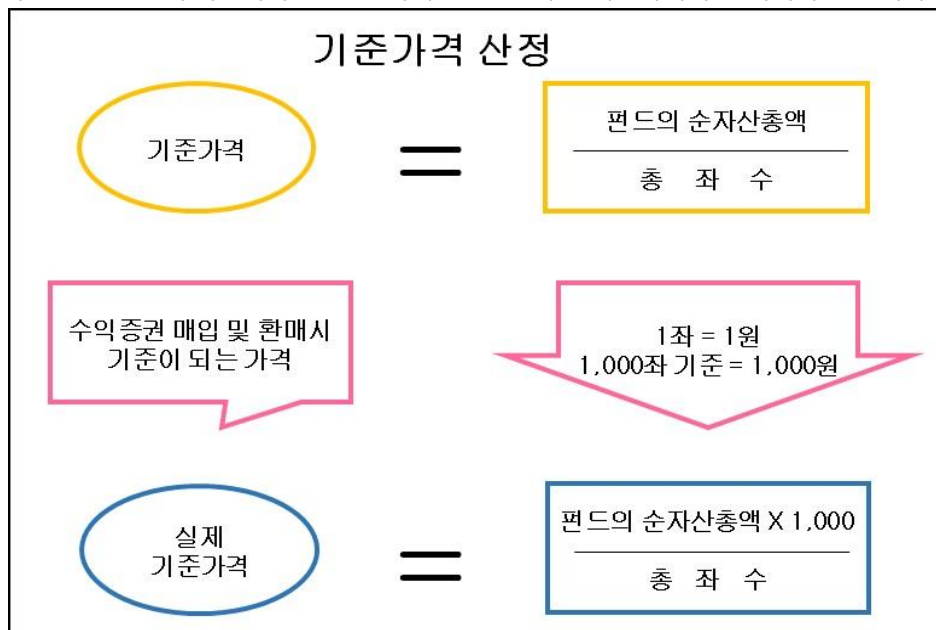 기준가격 산정
기준가격
=
펀드의 순자산총액
총 좌 수
수익증권 매입 및 환매시
기준이 되는 가격
1좌 = 1원
1,000좌 기준 = 1,000원
실제
기준가격
=
펀드의 순자산총액 X 1,000
총 좌 수